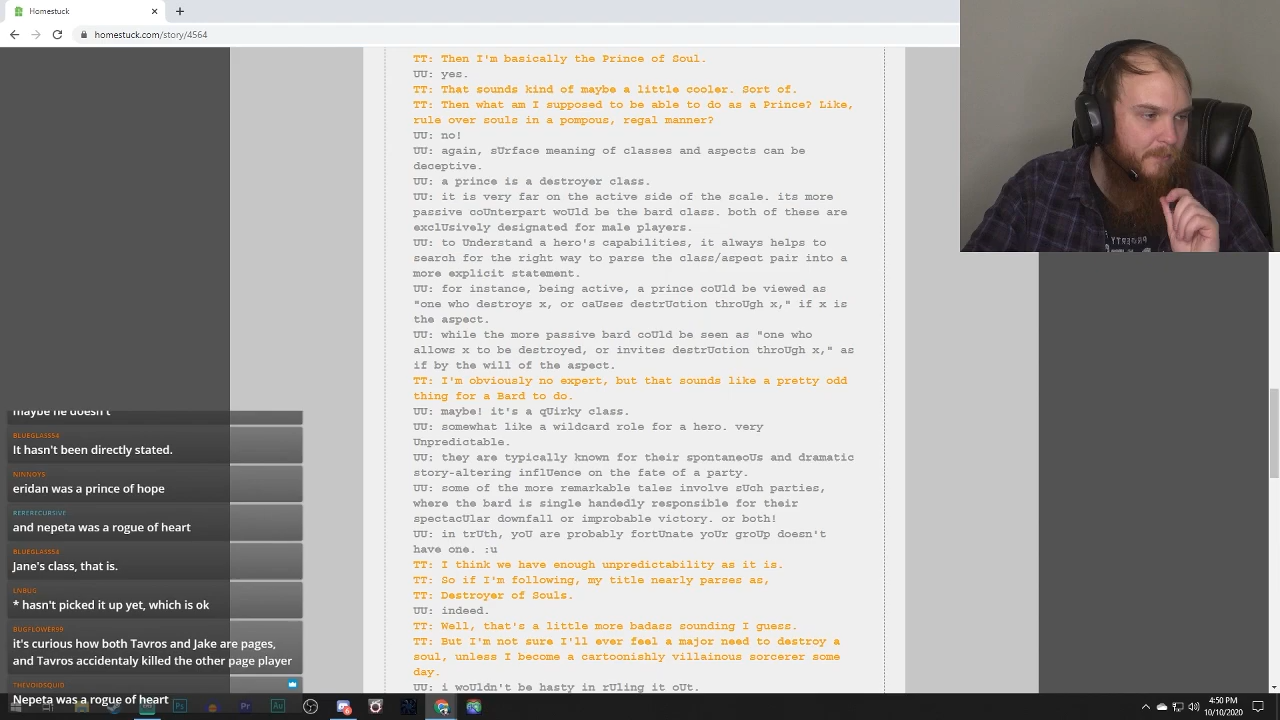 Homestuck
homestuck.com/story/4564
TT: Then I'm basically the Prince of Soul.
UU: yes.
TT: That sounds kind of maybe a little cooler. Sort of.
TT: Then what am I supposed to be able to do as a Prince? Like,
rule over souls in a pompous, regal manner?
UU: no!
UU: again, sUrface meaning of classes and aspects can be
deceptive.
UU: a prince is a destroyer class.
UU: it is very far on the active side of the scale. its more
passive coUnterpart woUld be the bard class. both of these are
exclUsively designated for male players.
UU: to Understand a hero's capabilities, it always helps to
search for the right way to parse the class/aspect pair into a
more explicit statement.
UU: for instance, being active, a prince coUld be viewed as
"one who destroys x, or caUses destrUction throUgh x," if x is
the aspect.
UU: while the more passive bard coUld be seen as "one who
allows x to be destroyed, or invites destrUction throUgh x," as
if by the will of the aspect.
TT: I'm obviously no expert, but that sounds like a pretty odd
thing for a Bard to do.
UU: maybe! it's a qUirky class.
UU: somewhat like a wildcard role for a hero. very
Unpredictable.
UU: they are typically known for their spontaneoUs and dramatic
story-altering inflUence on the fate of a party.
UU: some of the more remarkable tales involve sUch parties,
where the bard is single handedly responsible for their
spectacUlar downfall or improbable victory. or both!
UU: in trUth, yoU are probably fortUnate yoUr groUp doesn't
have one. :u
TT: I think we have enough unpredictability as it is.
TT: So if I'm following, my title nearly parses as,
TT: Destroyer of Souls.
UU: indeed.
TT: Well, that's a little more badass sounding I guess.
TT: But I'm not sure I'll ever feel a major need to destroy a
soul, unless I become a cartoonishly villainous sorcerer some
day.
UU: i woUldn't be hasty in rUling it oUt.
maybe he doesn't
BLUEGLASS54
It hasn't been directly stated.
NINNOYS
eridan was a prince of hope
RERERECURSIVE
and nepeta was a rogue of heart
BLUEGLASS54
Jane's class, that is.
LNBUG
* hasn't picked it up yet, which is ok
BUGFLOWER99
it's curious how both Tavros and Jake are pages,
and Tavros accidentaly killed the other page player
THEVOIDSQUID
Nepeta was a rogue of heart
PROPERTY
4:50 PM
10/10/2020